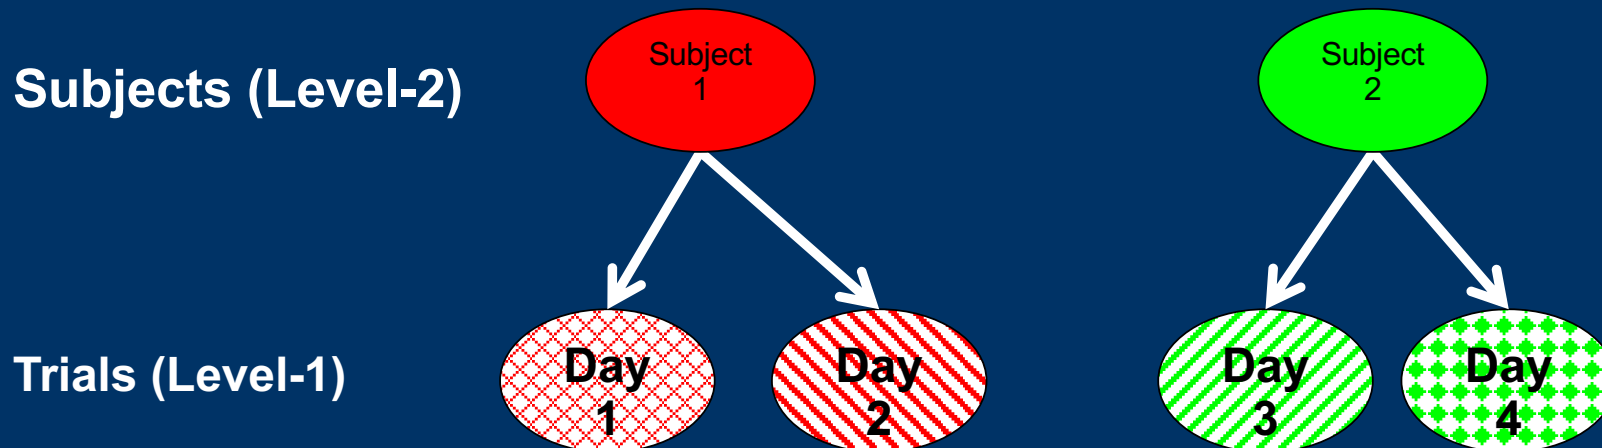 Subjects (Level-2)
Subject
1
Subject
2
Trials (Level-1)
Day
1
Day
2
Day
3
Day
4